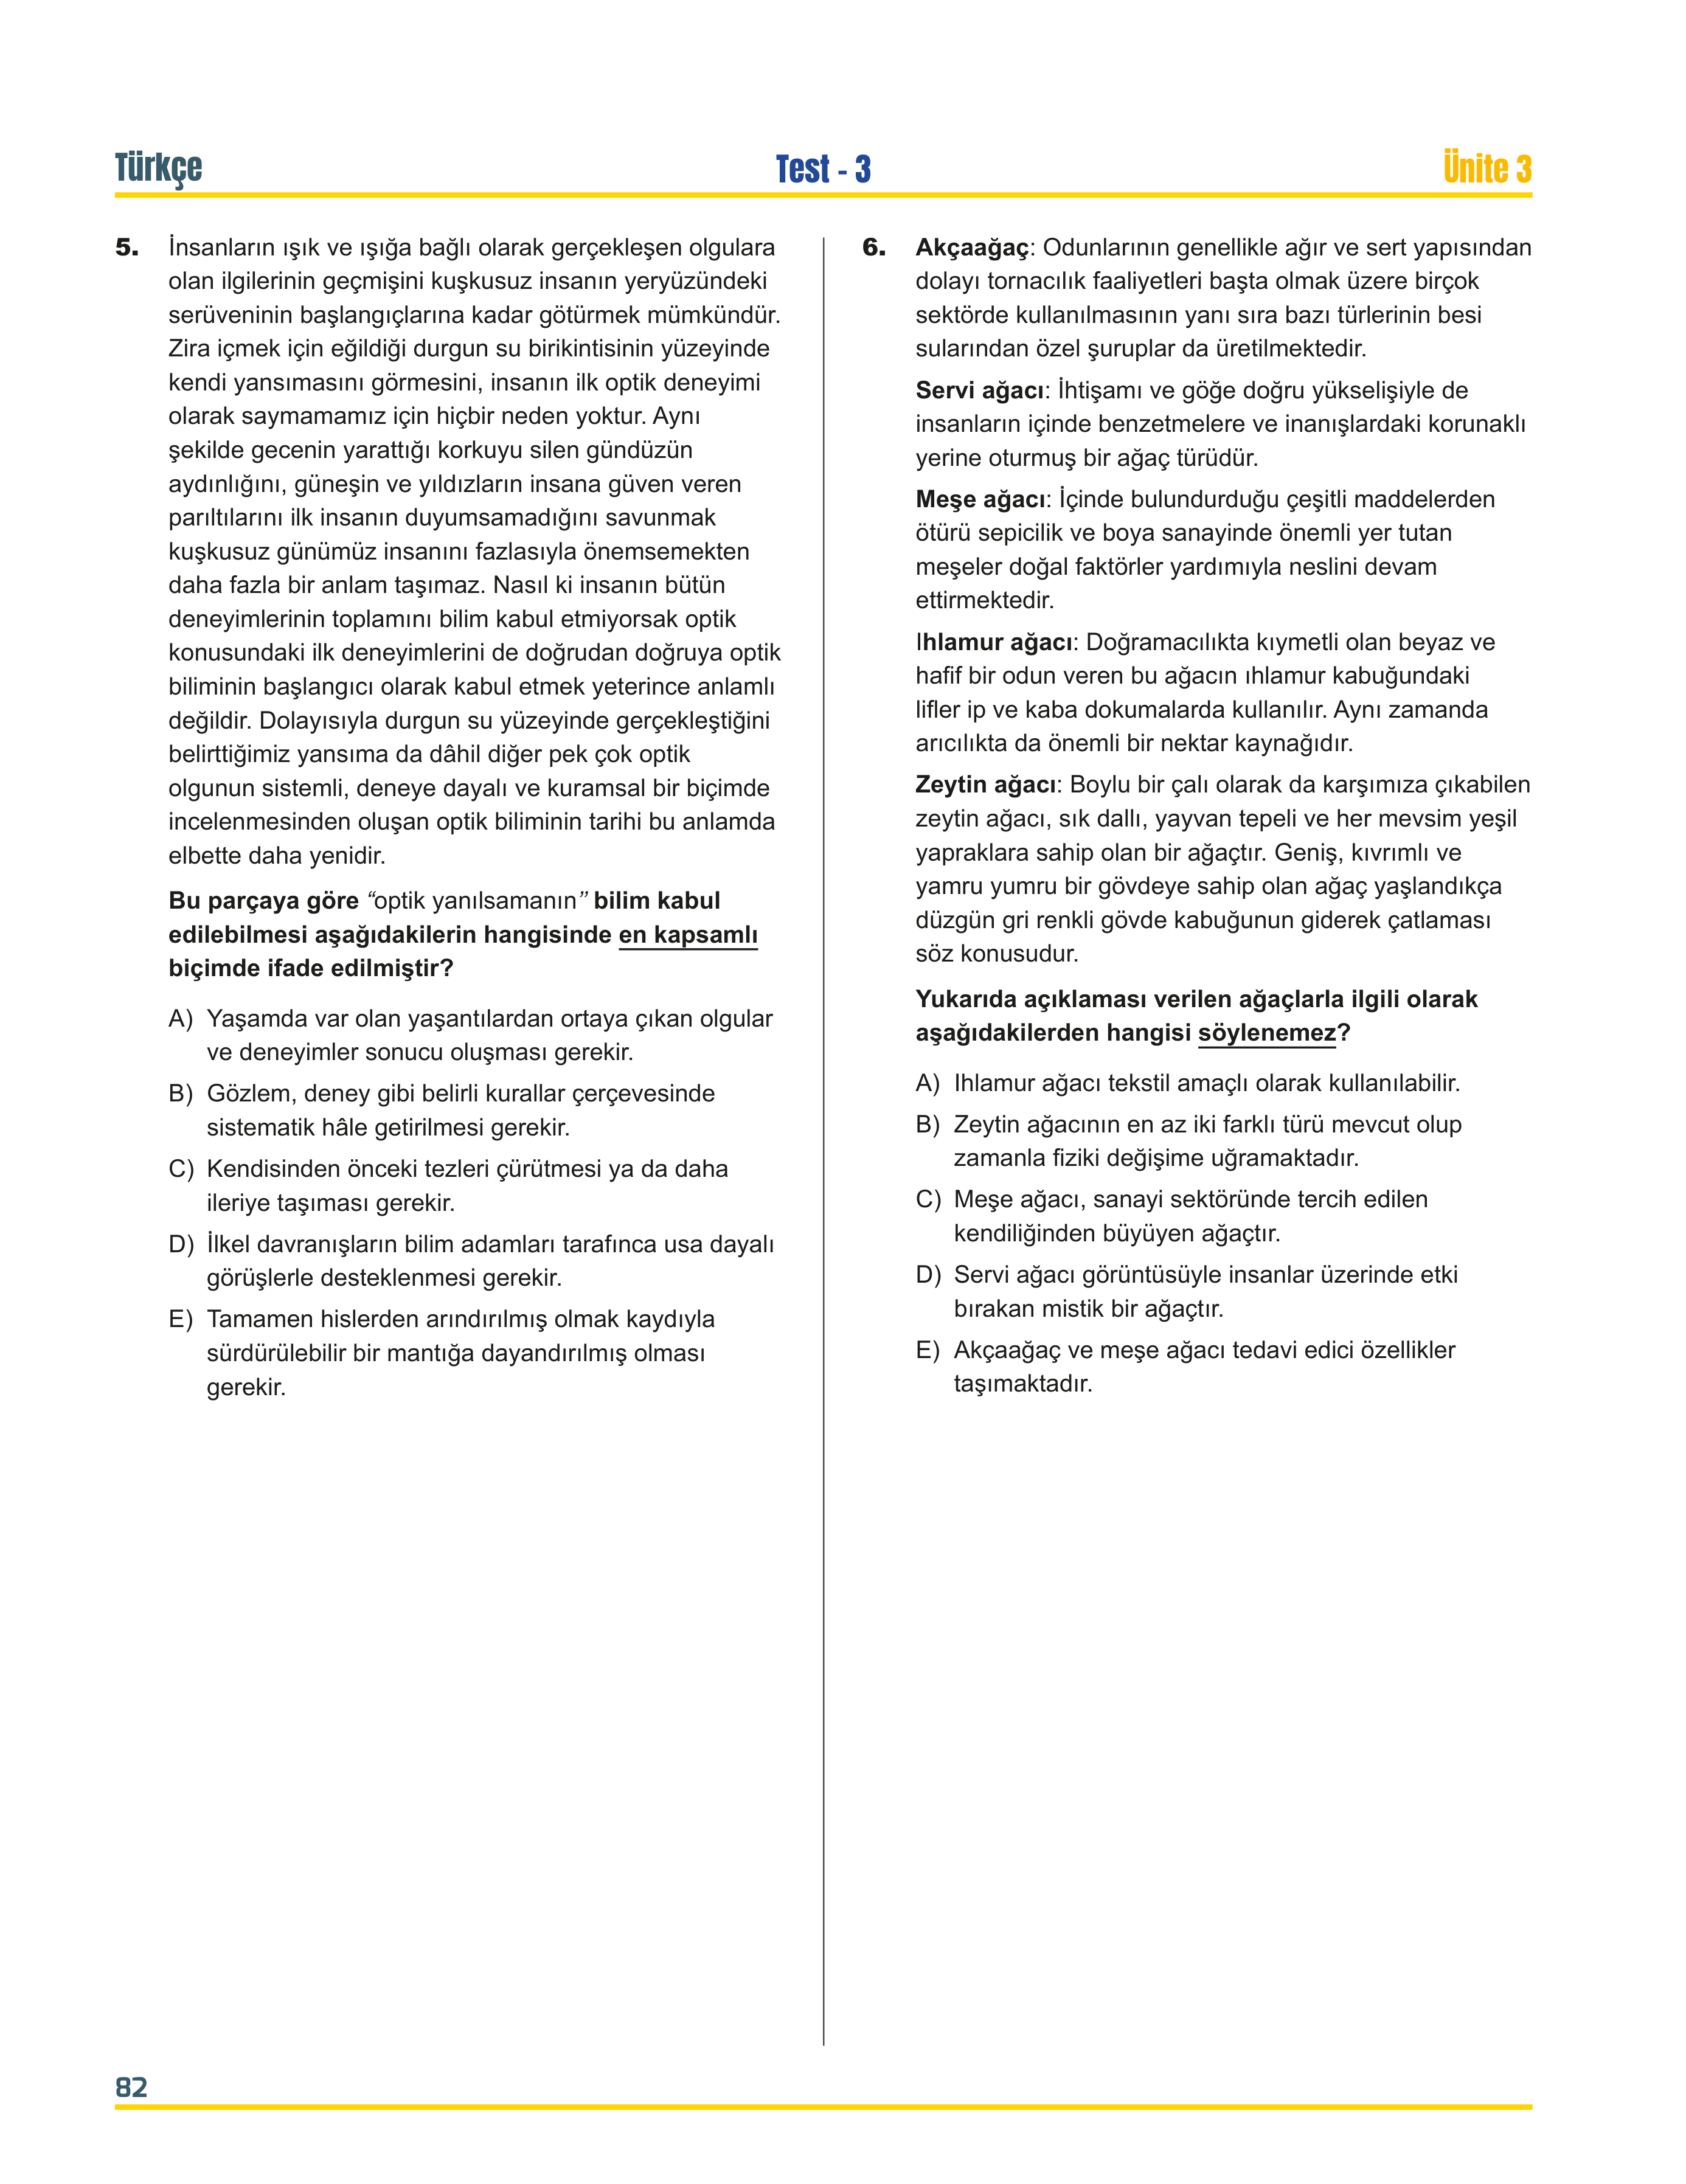 Türkçe
Test - 3
Ünite 3
5. İnsanların ışık ve ışığa bağlı olarak gerçekleşen olgulara
olan ilgilerinin geçmişini kuşkusuz insanın yeryüzündeki
serüveninin başlangıçlarına kadar götürmek mümkündür.
Zira içmek için eğildiği durgun su birikintisinin yüzeyinde
kendi yansımasını görmesini, insanın ilk optik deneyimi
olarak saymamamız için hiçbir neden yoktur. Aynı
şekilde gecenin yarattığı korkuyu silen gündüzün
aydınlığını, güneşin ve yıldızların insana güven veren
parıltılarını ilk insanın duyumsamadığını savunmak
kuşkusuz günümüz insanını fazlasıyla önemsemekten
daha fazla bir anlam taşımaz. Nasıl ki insanın bütün
deneyimlerinin toplamını bilim kabul etmiyorsak optik
konusundaki ilk deneyimlerini de doğrudan doğruya optik
biliminin başlangıcı olarak kabul etmek yeterince anlamlı
değildir. Dolayısıyla durgun su yüzeyinde gerçekleştiğini
belirttiğimiz yansıma da dâhil diğer pek çok optik
olgunun sistemli, deneye dayalı ve kuramsal bir biçimde
incelenmesinden oluşan optik biliminin tarihi bu anlamda
elbette daha yenidir.
Bu parçaya göre “optik yanılsamanın” bilim kabul
edilebilmesi aşağıdakilerin hangisinde en kapsamlı
biçimde ifade edilmiştir?
A) Yaşamda var olan yaşantılardan ortaya çıkan olgular
ve deneyimler sonucu oluşması gerekir.
B) Gözlem, deney gibi belirli kurallar çerçevesinde
sistematik hâle getirilmesi gerekir.
C) Kendisinden önceki tezleri çürütmesi ya da daha
ileriye taşıması gerekir.
D) İlkel davranışların bilim adamları tarafınca usa dayalı
görüşlerle desteklenmesi gerekir.
E) Tamamen hislerden arındırılmış olmak kaydıyla
sürdürülebilir bir mantığa dayandırılmış olması
gerekir.
6. Akçaağaç: Odunlarının genellikle ağır ve sert yapısından
dolayı tornacılık faaliyetleri başta olmak üzere birçok
sektörde kullanılmasının yanı sıra bazı türlerinin besi
sularından özel şuruplar da üretilmektedir.
Servi ağacı: İhtişamı ve göğe doğru yükselişiyle de
insanların içinde benzetmelere ve inanışlardaki korunaklı
yerine oturmuş bir ağaç türüdür.
Meşe ağacı: İçinde bulundurduğu çeşitli maddelerden
ötürü sepicilik ve boya sanayinde önemli yer tutan
meşeler doğal faktörler yardımıyla neslini devam
ettirmektedir.
Ihlamur ağacı: Doğramacılıkta kıymetli olan beyaz ve
hafif bir odun veren bu ağacın ıhlamur kabuğundaki
lifler ip ve kaba dokumalarda kullanılır. Aynı zamanda
arıcılıkta da önemli bir nektar kaynağıdır.
Zeytin ağacı: Boylu bir çalı olarak da karşımıza çıkabilen
zeytin ağacı, sık dallı, yayvan tepeli ve her mevsim yeşil
yapraklara sahip olan bir ağaçtır. Geniş, kıvrımlı ve
yamru yumru bir gövdeye sahip olan ağaç yaşlandıkça
düzgün gri renkli gövde kabuğunun giderek çatlaması
söz konusudur.
Yukarıda açıklaması verilen ağaçlarla ilgili olarak
aşağıdakilerden hangisi söylenemez?
A) Ihlamur ağacı tekstil amaçlı olarak kullanılabilir.
B) Zeytin ağacının en az iki farklı türü mevcut olup
zamanla fiziki değişime uğramaktadır.
C) Meşe ağacı, sanayi sektöründe tercih edilen
kendiliğinden büyüyen ağaçtır.
D) Servi ağacı görüntüsüyle insanlar üzerinde etki
bırakan mistik bir ağaçtır.
E) Akçaağaç ve meşe ağacı tedavi edici özellikler
taşımaktadır.
82